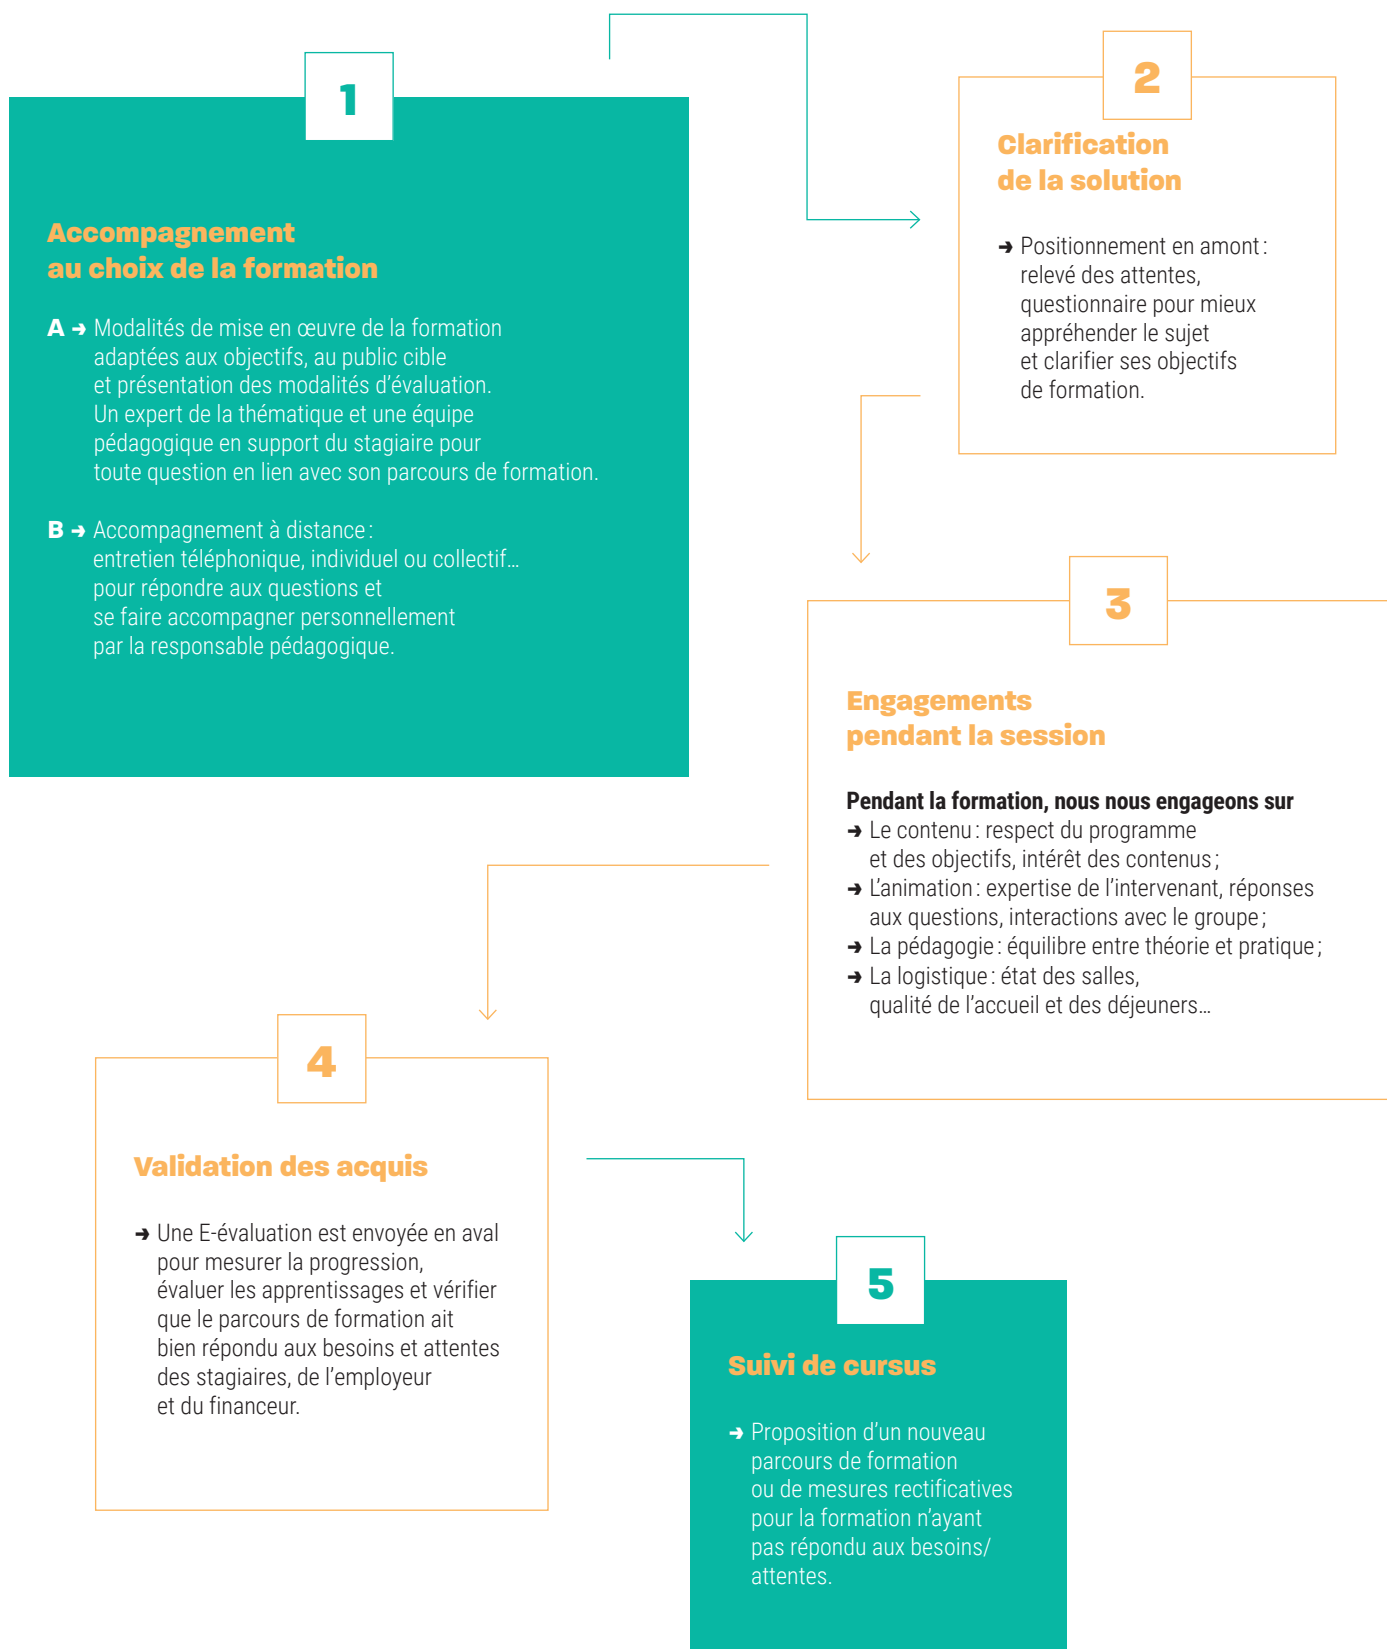 1
Accompagnement
au choix de la formation
A → Modalités de mise en œuvre de la formation
adaptées aux objectifs, au public cible
et présentation des modalités d’évaluation.
Un expert de la thématique et une équipe
pédagogique en support du stagiaire pour
toute question en lien avec son parcours de formation.
B → Accompagnement à distance :
entretien téléphonique, individuel ou collectif…
pour répondre aux questions et
se faire accompagner personnellement
par la responsable pédagogique.
2
Clarification
de la solution
→ Positionnement en amont :
relevé des attentes,
questionnaire pour mieux
appréhender le sujet
et clarifier ses objectifs
de formation.
3
Engagements
pendant la session
Pendant la formation, nous nous engageons sur
→ Le contenu : respect du programme
et des objectifs, intérêt des contenus ;
→ L’animation : expertise de l’intervenant, réponses
aux questions, interactions avec le groupe ;
→ La pédagogie : équilibre entre théorie et pratique ;
→ La logistique : état des salles,
qualité de l’accueil et des déjeuners…
4
Validation des acquis
→ Une E-évaluation est envoyée en aval
pour mesurer la progression,
évaluer les apprentissages et vérifier
que le parcours de formation ait
bien répondu aux besoins et attentes
des stagiaires, de l’employeur
et du financeur.
5
Suivi de cursus
→ Proposition d’un nouveau
parcours de formation
ou de mesures rectificatives
pour la formation n’ayant
pas répondu aux besoins/
attentes.